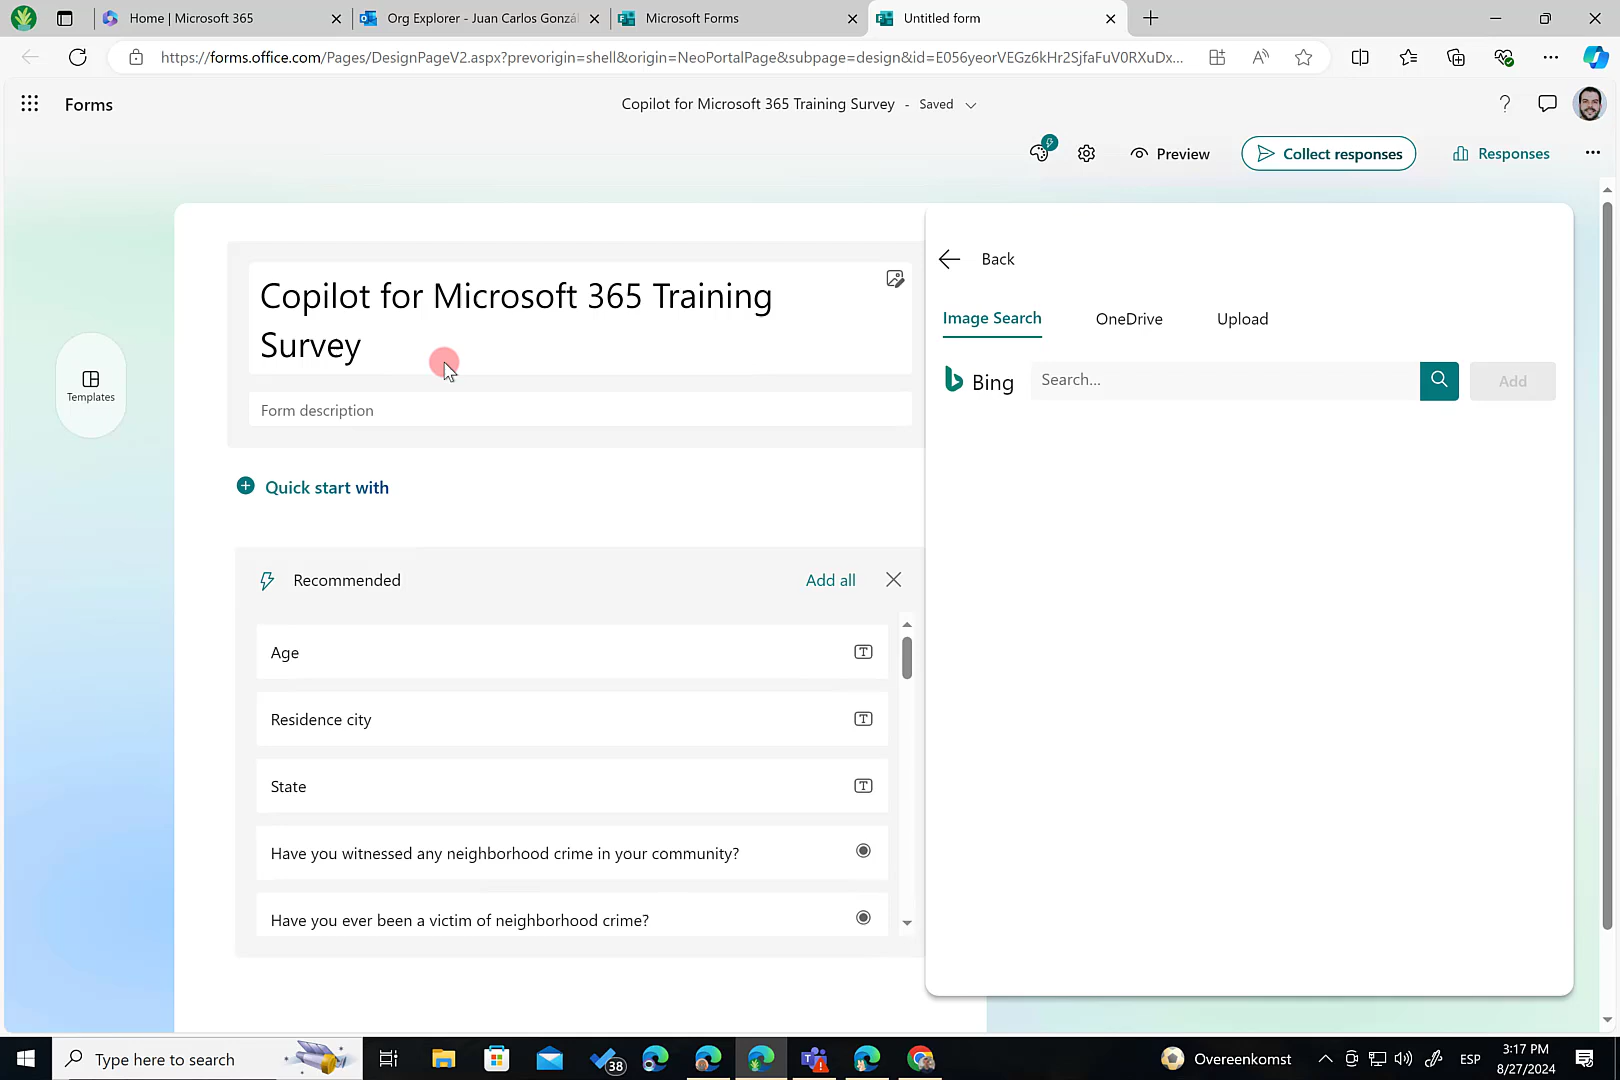 Home | Microsoft 365
Org Explorer - Juan Carlos Gonzál
Microsoft Forms
Untitled form
https://forms.office.com/Pages/DesignPageV2.aspx?prevorigin=shell&origin=NeoPortalPage&subpage=design&id=E056yeorVEGz6kHr2SjfaFuV0RXuDx...
Forms
Copilot for Microsoft 365 Training Survey - Saved
Preview
Collect responses
Responses
Templates
Copilot for Microsoft 365 Training
Survey
Form description
Quick start with
Recommended
Add all
Age
Residence city
State
Have you witnessed any neighborhood crime in your community?
Have you ever been a victim of neighborhood crime?
Back
Image Search
OneDrive
Upload
Bing
Search...
Add
Type here to search
38
Overeenkomst
ESP
3:17 PM
8/27/2024